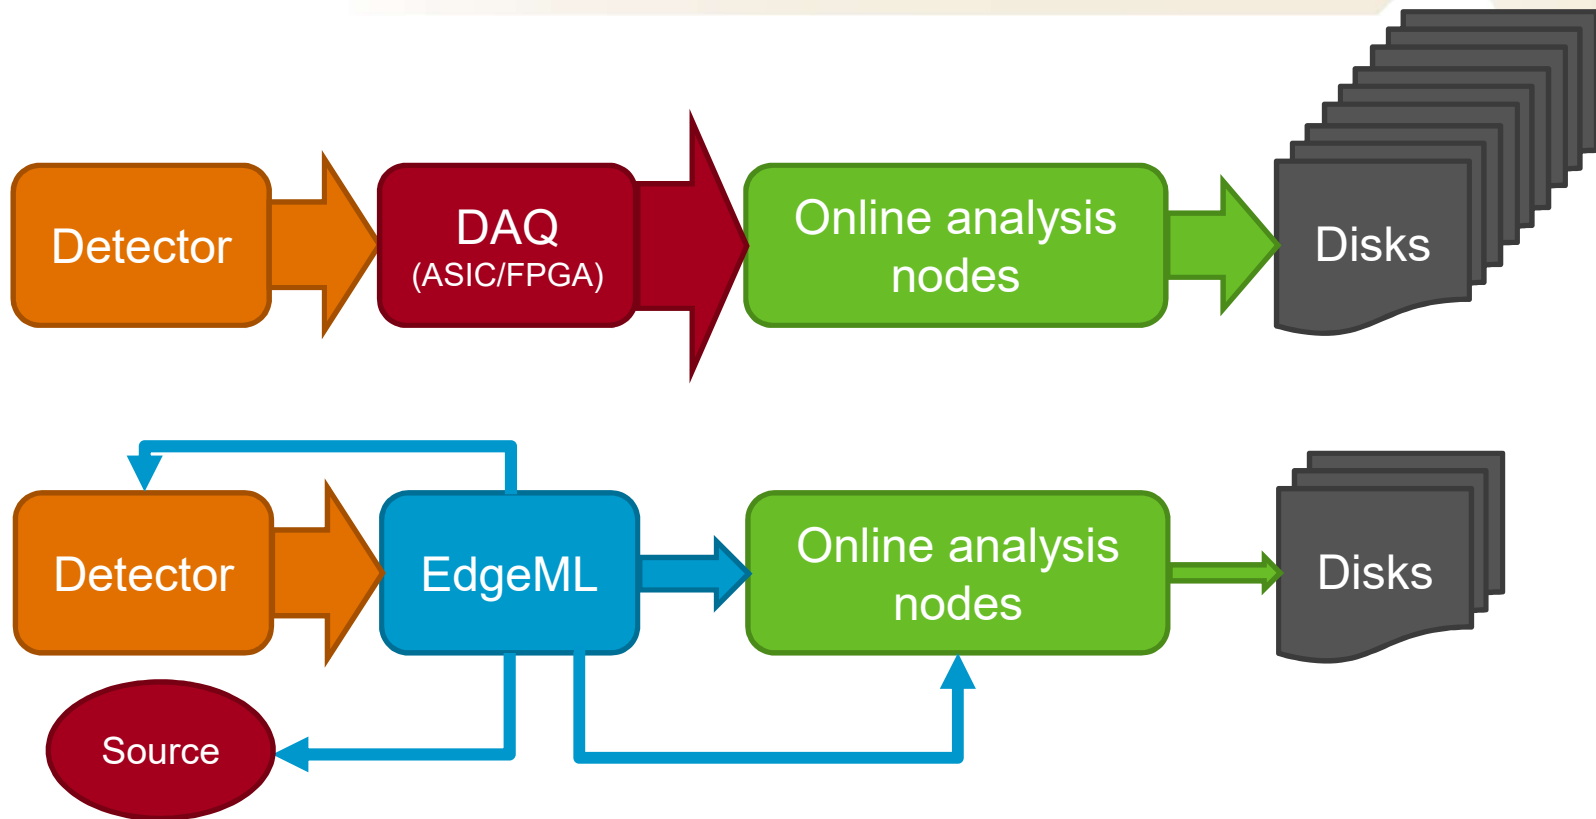 Detector
DAQ
(ASIC/FPGA)
Online analysis
nodes
Disks
Detector
EdgeML
Online analysis
nodes
Disks
Source